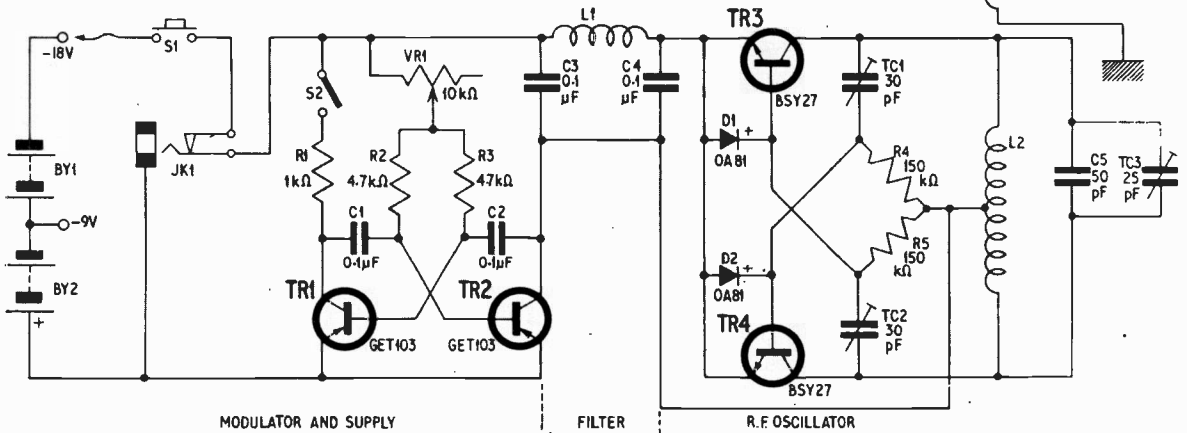 -18V
S1
BY1
-9V
BY2
+
JK1
S2
VR1
10kΩ
R1
1kΩ
R2
4.7kΩ
R3
4.7kΩ
C1
0·1μF
C2
0·1μF
TR1
GET103
TR2
GET103
C3
0·1
μF
L1
C4
0·1
μF
TR3
BSY27
D1
+
OA81
D2
+
OA81
TR4
BSY27
TC1
30
pF
R4
150
kΩ
R5
150
kΩ
TC2
30
pF
L2
C5
50
pF
TC3
25
pF
MODULATOR AND SUPPLY
FILTER
R.F. OSCILLATOR